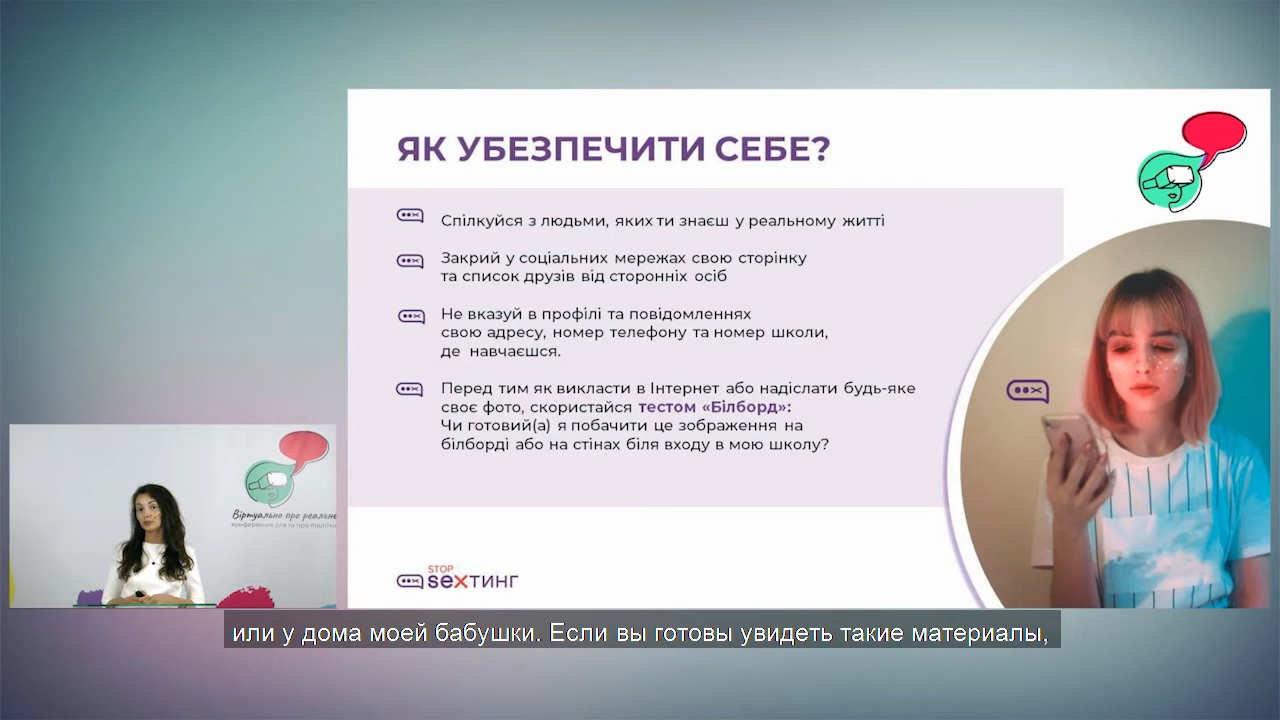 ЯК УБЕЗПЕЧИТИ СЕБЕ?
Спілкуйся з людьми, яких ти знаєш у реальному житті
Закрий у соціальних мережах свою сторінку
та список друзів від сторонніх осіб
Не вказуй в профілі та повідомленнях
свою адресу, номер телефону та номер школи,
де навчаєшся.
Перед тим як викласти в Інтернет або надіслати будь-яке
своє фото, скористайся тестом «Білборд»:
Чи готовий(а) я побачити це зображення на
білборді або на стінах біля входу в мою школу?
STOP
sexтинг
Віртуально про реальне
конференция для та про підлітків
или у дома моей бабушки. Если вы готовы увидеть такие материалы,